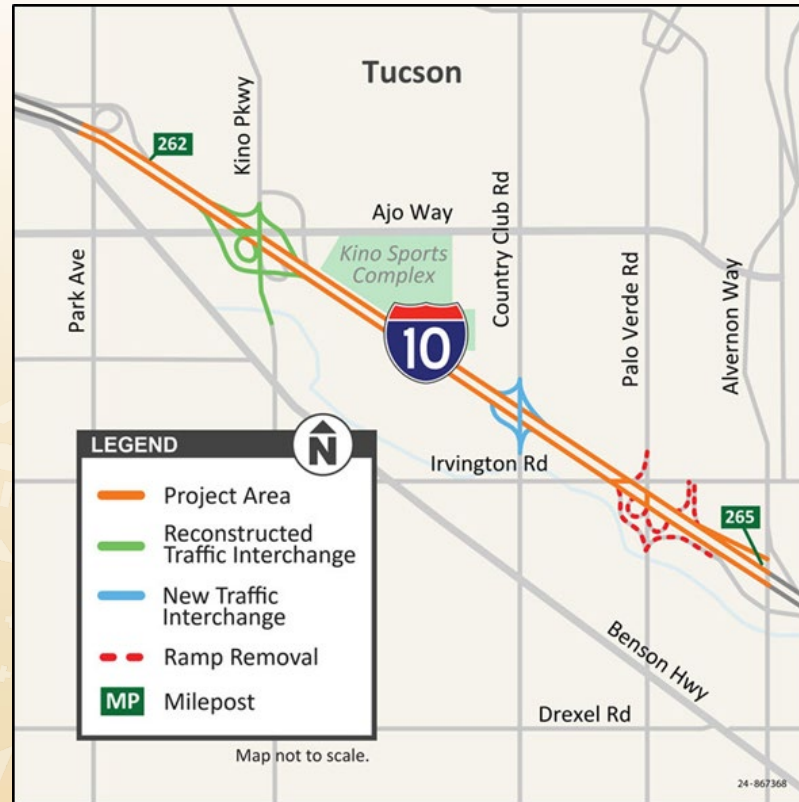 Tucson
Kino Pkwy
262
Ajo Way
Country Club Rd
Kino Sports
Complex
Park Ave
Palo Verde Rd
Alvernon Way
10
LEGEND
N
Irvington Rd
Project Area
Reconstructed
Traffic Interchange
New Traffic
Interchange
Ramp Removal
MP Milepost
265
Benson Hwy
Drexel Rd
Map not to scale.
24-867368